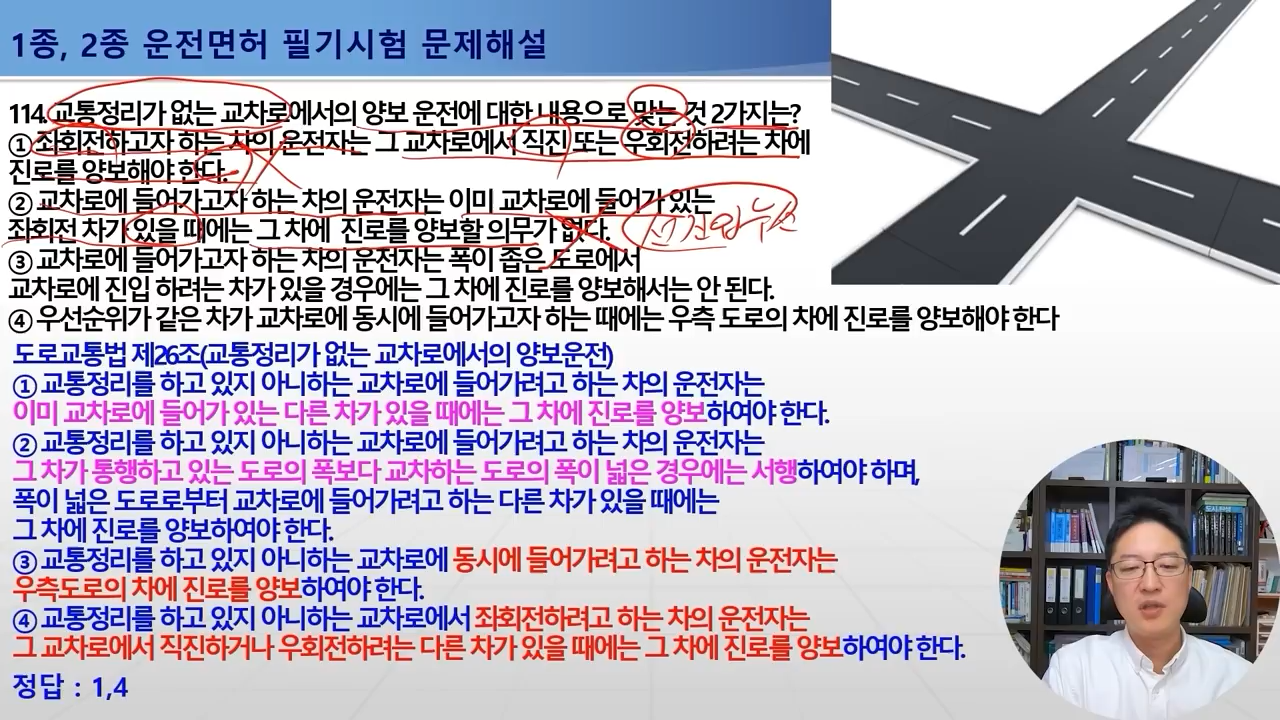 1종, 2종 운전면허 필기시험 문제해설
114. 교통정리가 없는 교차로에서의 양보 운전에 대한 내용으로 맞는 것 2가지는?
① 좌회전하고자 하는 차의 운전자는 그 교차로에서 직진 또는 우회전하려는 차에
진로를 양보해야 한다.
② 교차로에 들어가고자 하는 차의 운전자는 이미 교차로에 들어가 있는
좌회전 차가 있을 때에는 그 차에 진로를 양보할 의무가 없다.
선진입 우선
③ 교차로에 들어가고자 하는 차의 운전자는 폭이 좁은 도로에서
교차로에 진입 하려는 차가 있을 경우에는 그 차에 진로를 양보해서는 안 된다.
④ 우선순위가 같은 차가 교차로에 동시에 들어가고자 하는 때에는 우측 도로의 차에 진로를 양보해야 한다
도로교통법 제26조(교통정리가 없는 교차로에서의 양보운전)
① 교통정리를 하고 있지 아니하는 교차로에 들어가려고 하는 차의 운전자는
이미 교차로에 들어가 있는 다른 차가 있을 때에는 그 차에 진로를 양보하여야 한다.
② 교통정리를 하고 있지 아니하는 교차로에 들어가려고 하는 차의 운전자는
그 차가 통행하고 있는 도로의 폭보다 교차하는 도로의 폭이 넓은 경우에는 서행하여야 하며,
폭이 넓은 도로로부터 교차로에 들어가려고 하는 다른 차가 있을 때에는
그 차에 진로를 양보하여야 한다.
③ 교통정리를 하고 있지 아니하는 교차로에 동시에 들어가려고 하는 차의 운전자는
우측도로의 차에 진로를 양보하여야 한다.
④ 교통정리를 하고 있지 아니하는 교차로에서 좌회전하려고 하는 차의 운전자는
그 교차로에서 직진하거나 우회전하려는 다른 차가 있을 때에는 그 차에 진로를 양보하여야 한다.
정답 : 1,4